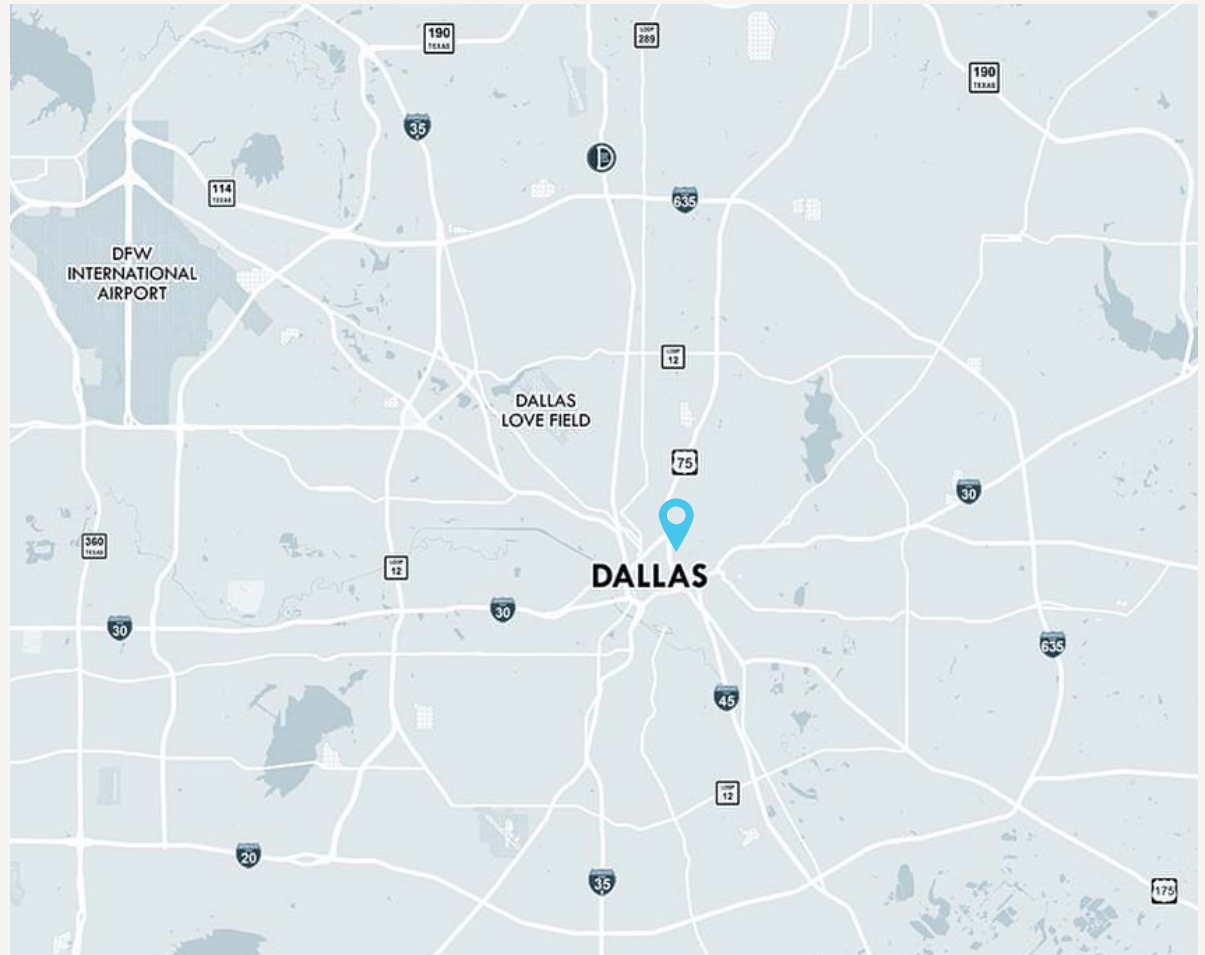 190
TEXAS
LOOP
289
190
TEXAS
35
D
114
TEXAS
635
DFW
INTERNATIONAL
AIRPORT
LOOP
12
DALLAS
LOVE FIELD
75
30
360
TEXAS
LOOP
12
DALLAS
30
30
635
45
LOOP
12
20
35
175